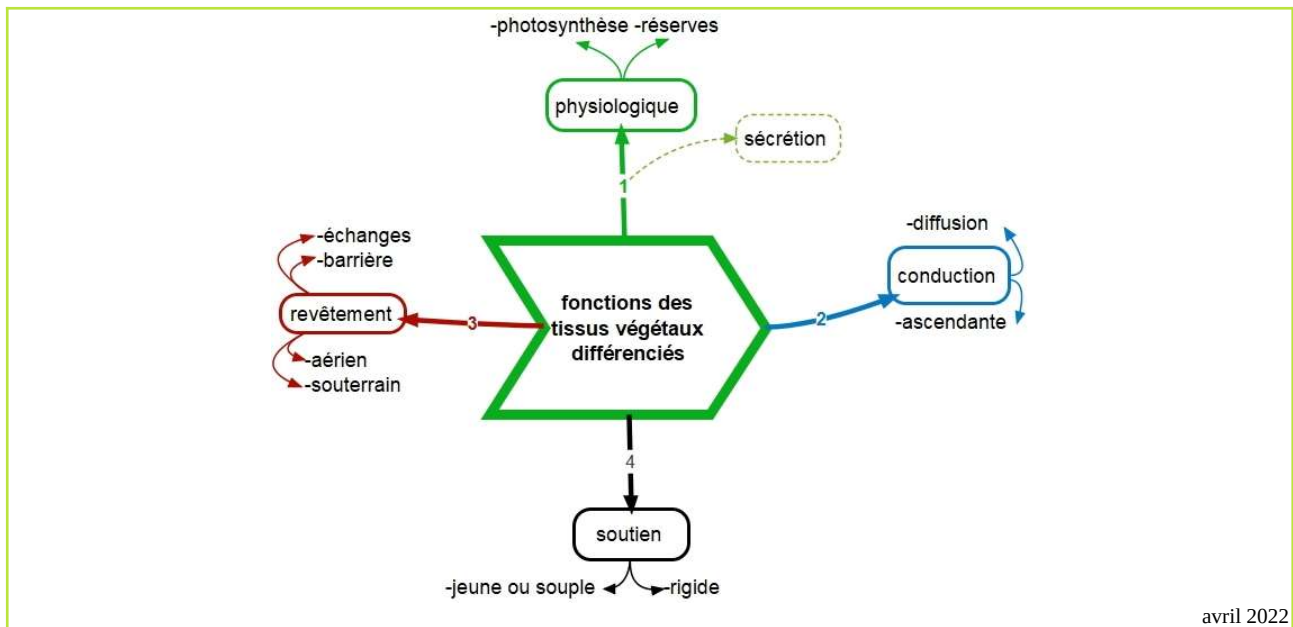 -photosynthèse -réserves
physiologique
sécrétion
1
-échanges
-barrière
revêtement
3
-aérien
-souterrain
fonctions des
tissus végétaux
différenciés
-diffusion
conduction
2
-ascendante
4
soutien
-jeune ou souple
-rigide
avril 2022